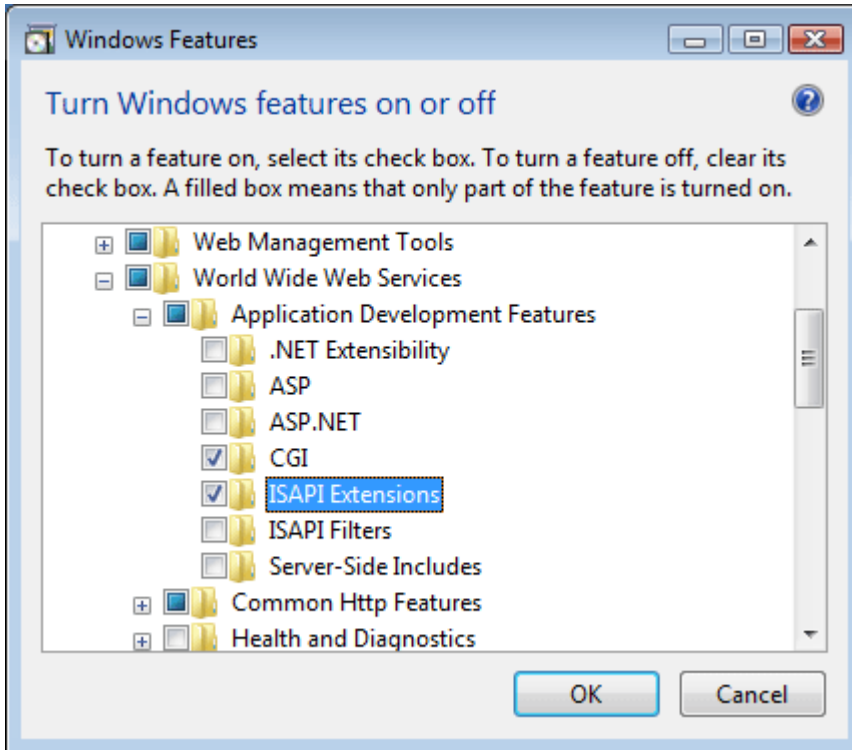 Windows Features
Turn Windows features on or off
To turn a feature on, select its check box. To turn a feature off, clear its
check box. A filled box means that only part of the feature is turned on.
Web Management Tools
World Wide Web Services
Application Development Features
.NET Extensibility
ASP
ASP.NET
CGI
ISAPI Extensions
ISAPI Filters
Server-Side Includes
Common Http Features
Health and Diagnostics
OK Cancel